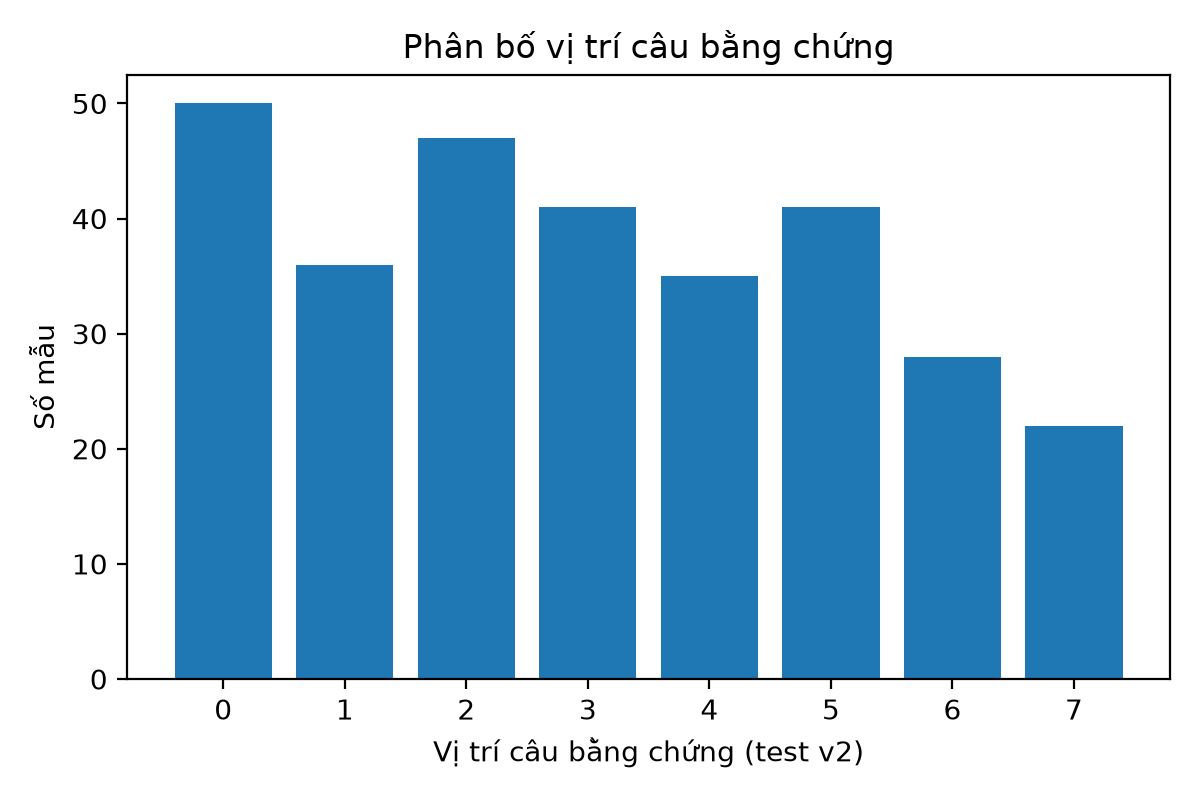 Phân bố vị trí câu bằng chứng
50
40
30
20
10
0
Số mẫu
0 1 2 3 4 5 6 7
Vị trí câu bằng chứng (test v2)